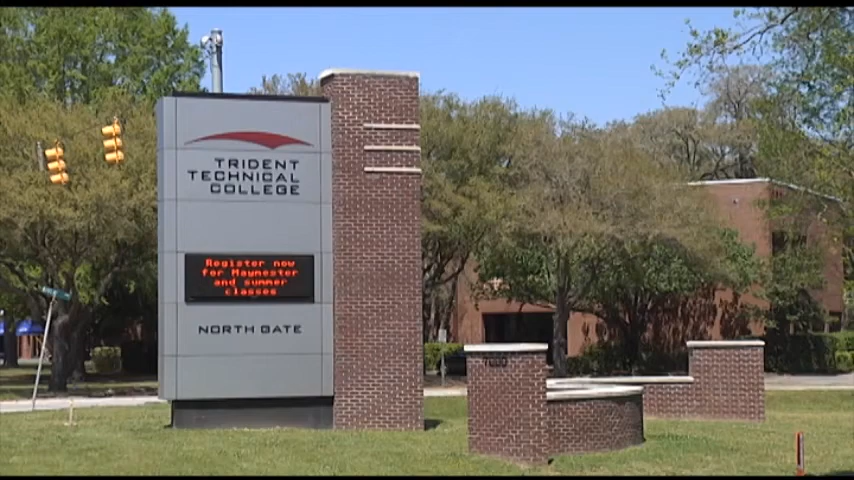 TRIDENT
TECHNICAL
COLLEGE
Register now
for Maymester
and summer
classes
NORTH GATE